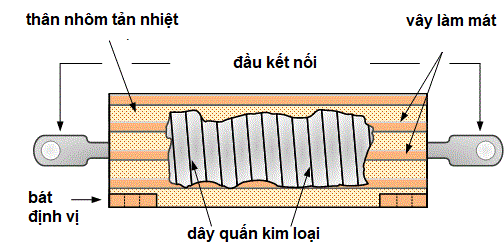 thân nhôm tản nhiệt
vây làm mát
đầu kết nối
bát
định vị
dây quấn kim loại